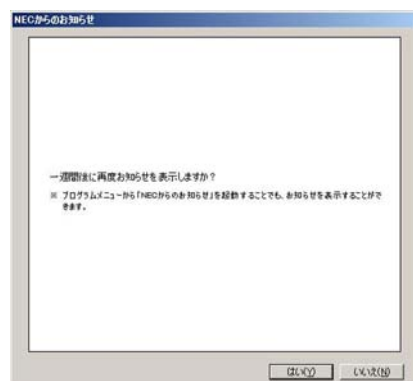 NECからのお知らせ
一週間後に再度お知らせを表示しますか？
※ プログラムメニューから「NECからのお知らせ」を起動することでも、お知らせを表示することがで
きます。
はい(Y)
いいえ(N)